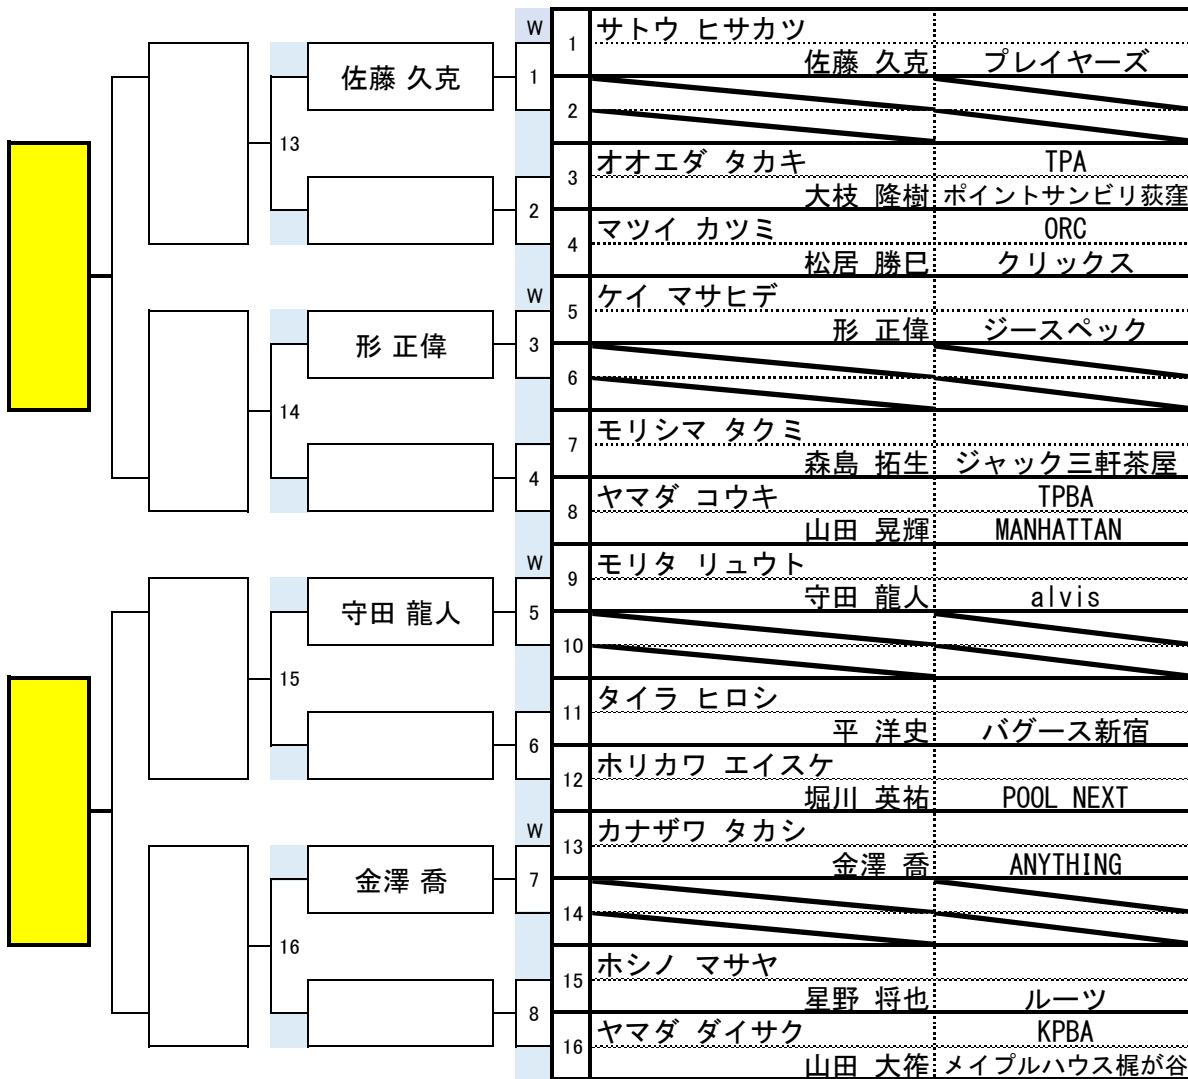 W
1
サトウ ヒサカツ
佐藤 久克 プレイヤーズ
佐藤 久克
1
2
13
3
オオエダ タカキ TPA
大枝 隆樹 ポイントサンビリ荻窪
2
4
マツイ カツミ ORC
松居 勝巳 クリックス
W
5
ケイ マサヒデ
形 正偉 ジースペック
形 正偉
3
6
14
7
モリシマ タクミ
森島 拓生 ジャック三軒茶屋
4
8
ヤマダ コウキ TPBA
山田 晃輝 MANHATTAN
W
9
モリタ リュウト
守田 龍人 alvis
守田 龍人
5
10
15
11
タイラ ヒロシ
平 洋史 バグース新宿
6
12
ホリカワ エイスケ
堀川 英祐 POOL NEXT
W
13
カナザワ タカシ
金澤 喬 ANYTHING
金澤 喬
7
14
16
15
ホシノ マサヤ
星野 将也 ルーツ
8
16
ヤマダ ダイサク KPBA
山田 大筰 メイプルハウス梶が谷